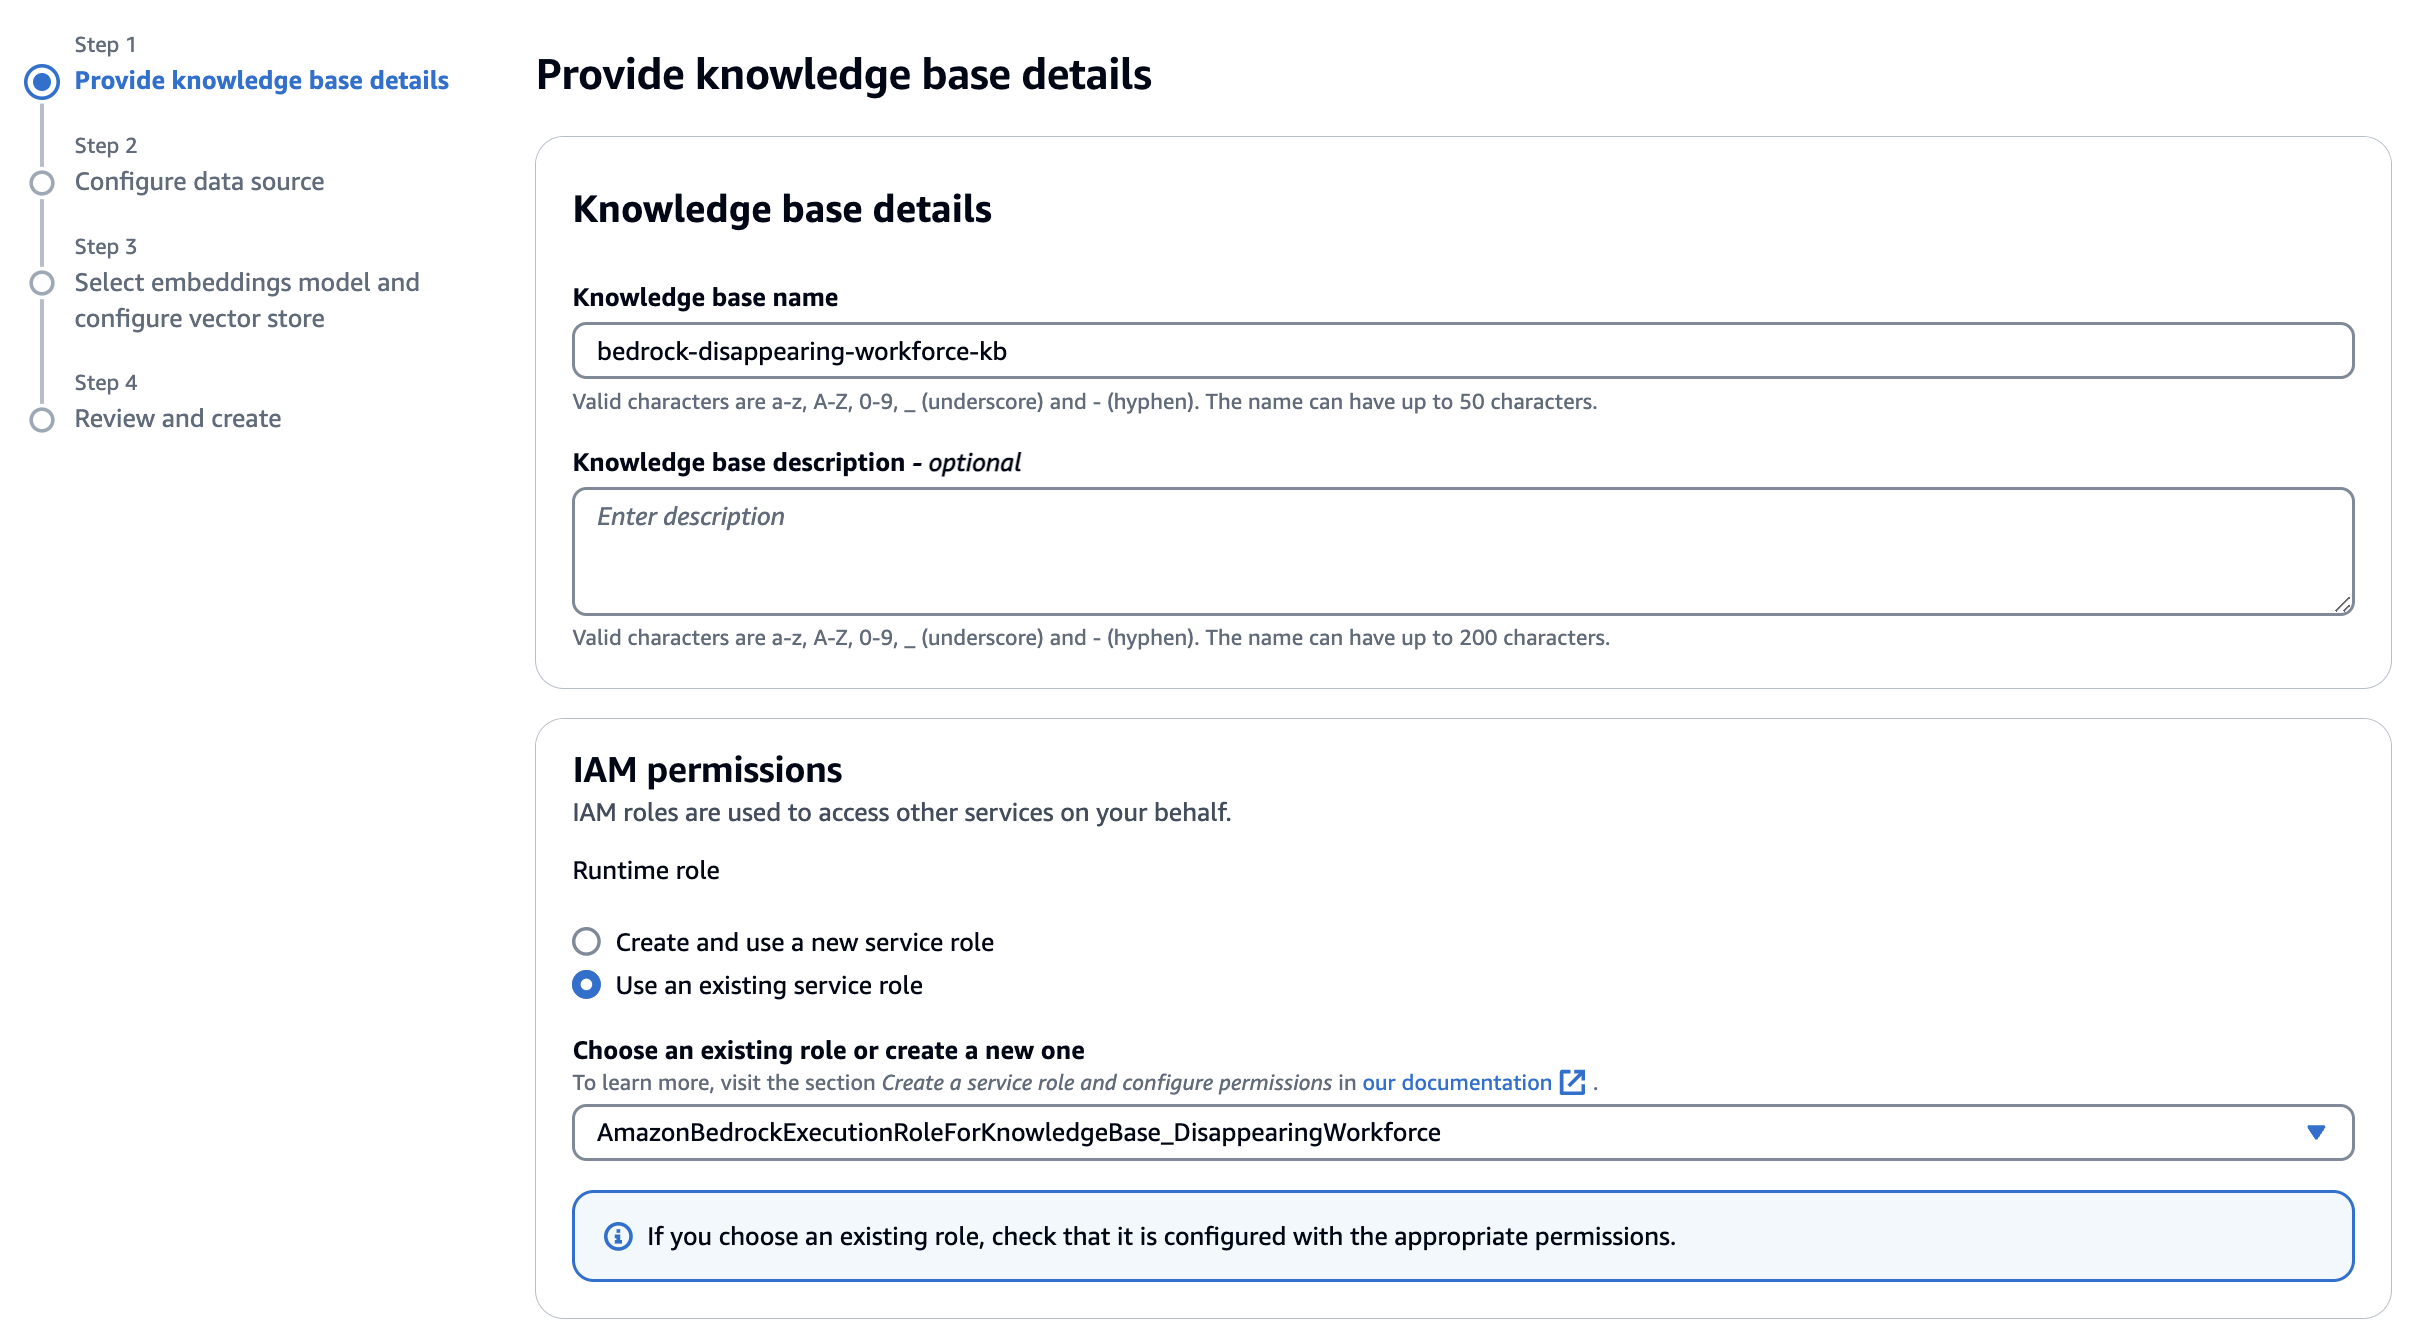 Step 1
Provide knowledge base details
Step 2
Configure data source
Step 3
Select embeddings model and
configure vector store
Step 4
Review and create
Provide knowledge base details
Knowledge base details
Knowledge base name
bedrock-disappearing-workforce-kb
Valid characters are a-z, A-Z, 0-9, _ (underscore) and - (hyphen). The name can have up to 50 characters.
Knowledge base description - optional
Enter description
Valid characters are a-z, A-Z, 0-9, _ (underscore) and - (hyphen). The name can have up to 200 characters.
IAM permissions
IAM roles are used to access other services on your behalf.
Runtime role
Create and use a new service role
Use an existing service role
Choose an existing role or create a new one
To learn more, visit the section Create a service role and configure permissions in our documentation .
AmazonBedrockExecutionRoleForKnowledgeBase_DisappearingWorkforce
If you choose an existing role, check that it is configured with the appropriate permissions.